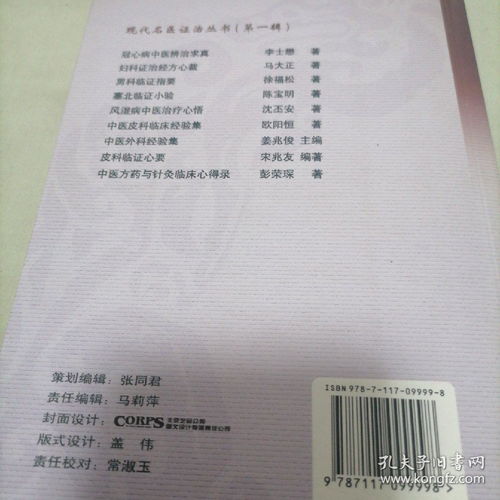 现代名医证治丛书(第一辑)
冠心病中医辨治求真 李士懋 著
妇科证治经方心裁 马大正 著
男科临证指要 徐福松 著
塞北临证小验 陈宝明 著
风湿病中医治疗心悟 沈丕安 著
中医皮科临床经验集 欧阳恒 著
中医外科经验集 姜兆俊 主编
皮科临证心要 宋兆友 编著
中医方药与针灸临床心得录 彭荣琛 著
策划编辑:张同君
责任编辑:马莉萍
封面设计:CORPS
版式设计:盖 伟
责任校对:常淑玉
ISBN 978-7-117-09999-8
9 787117 099998
孔夫子旧书网